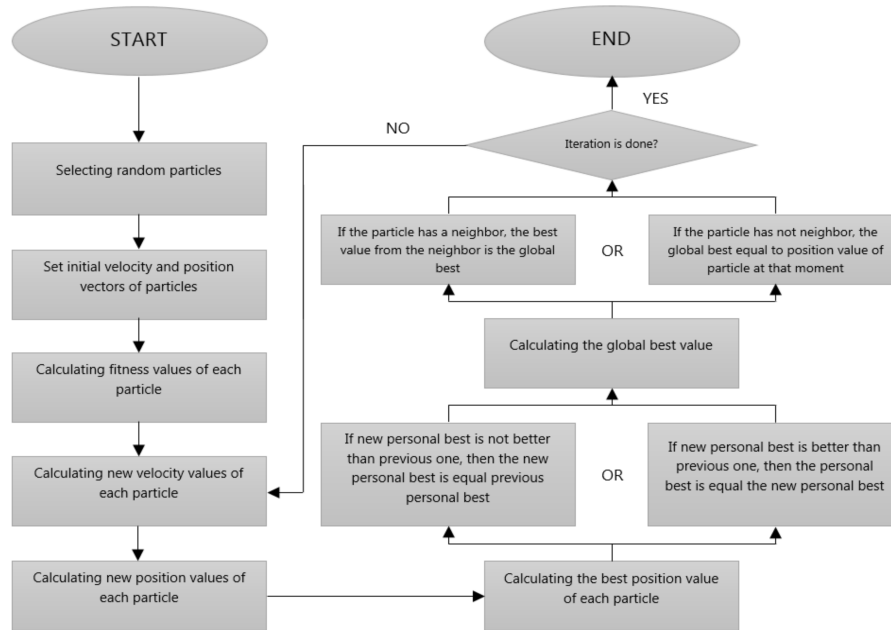 START
Selecting random particles
Set initial velocity and position
vectors of particles
Calculating fitness values of each
particle
Calculating new velocity values of
each particle
Calculating new position values of
each particle
END
YES
NO
Iteration is done?
If the particle has a neighbor, the best
value from the neighbor is the global
best
OR
If the particle has not neighbor, the
global best equal to position value of
particle at that moment
Calculating the global best value
If new personal best is not better
than previous one, then the new
personal best is equal previous
personal best
OR
If new personal best is better than
previous one, then the personal
best is equal the new personal best
Calculating the best position value
of each particle